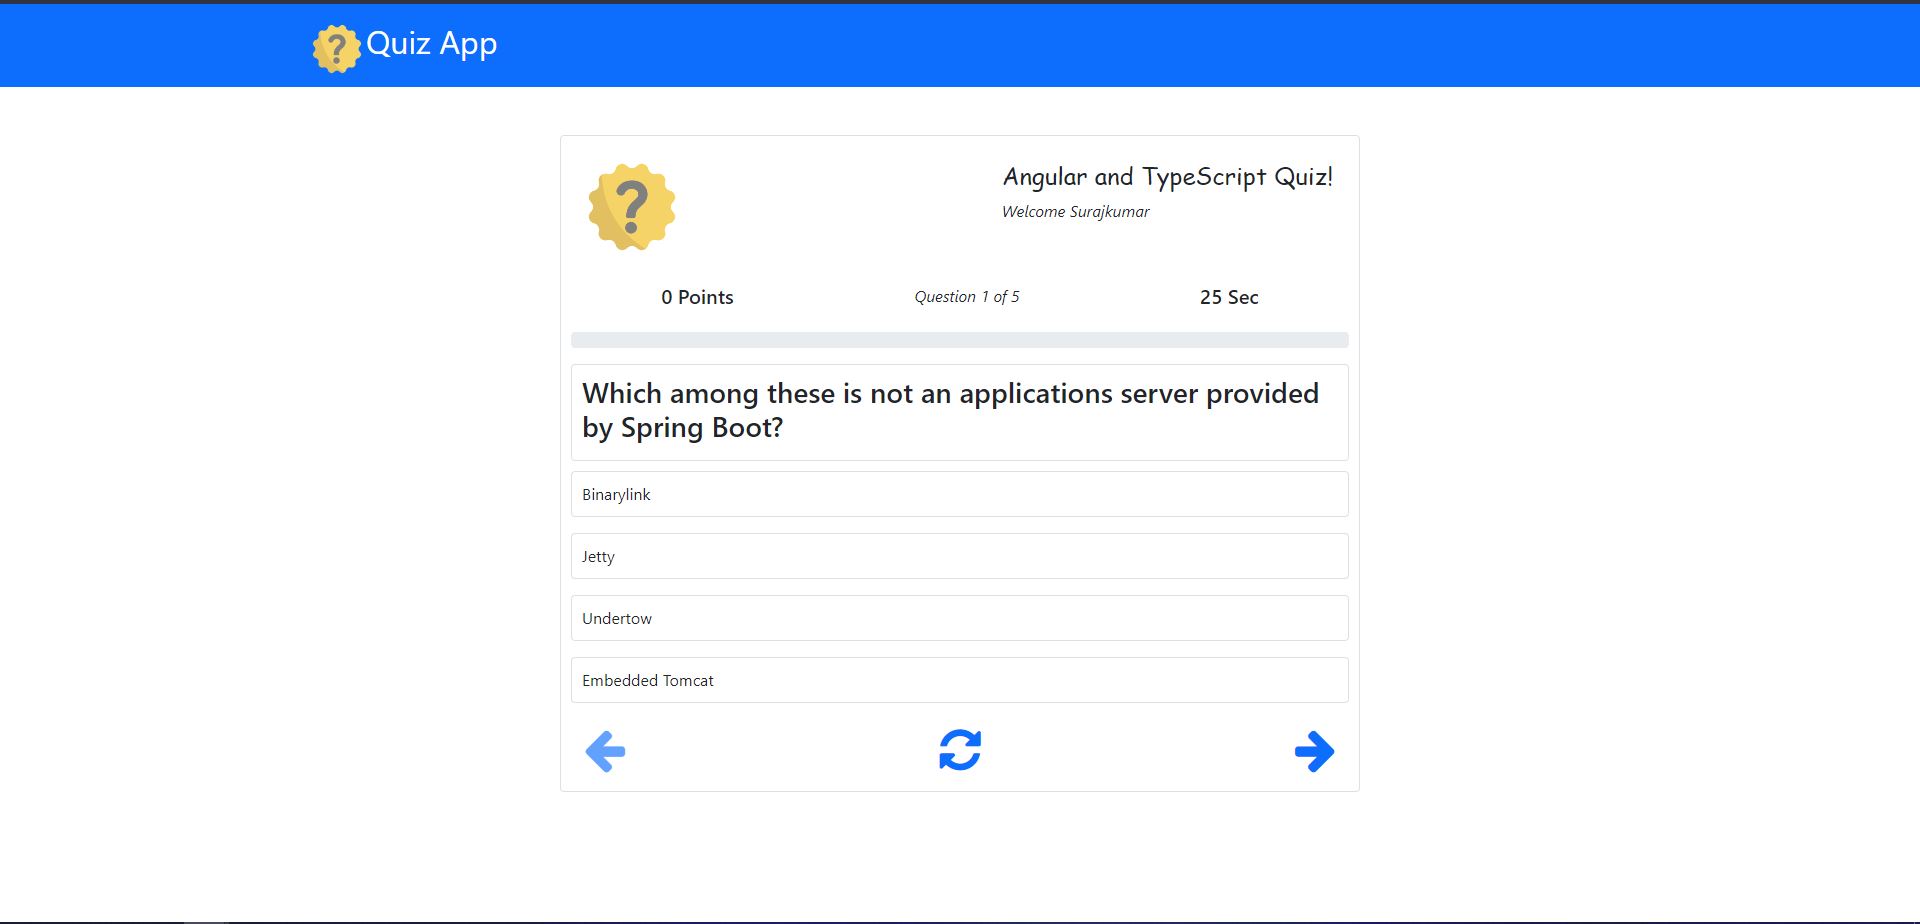 Quiz App
Angular and TypeScript Quiz!
Welcome Surajkumar
0 Points
Question 1 of 5
25 Sec
Which among these is not an applications server provided
by Spring Boot?
Binarylink
Jetty
Undertow
Embedded Tomcat